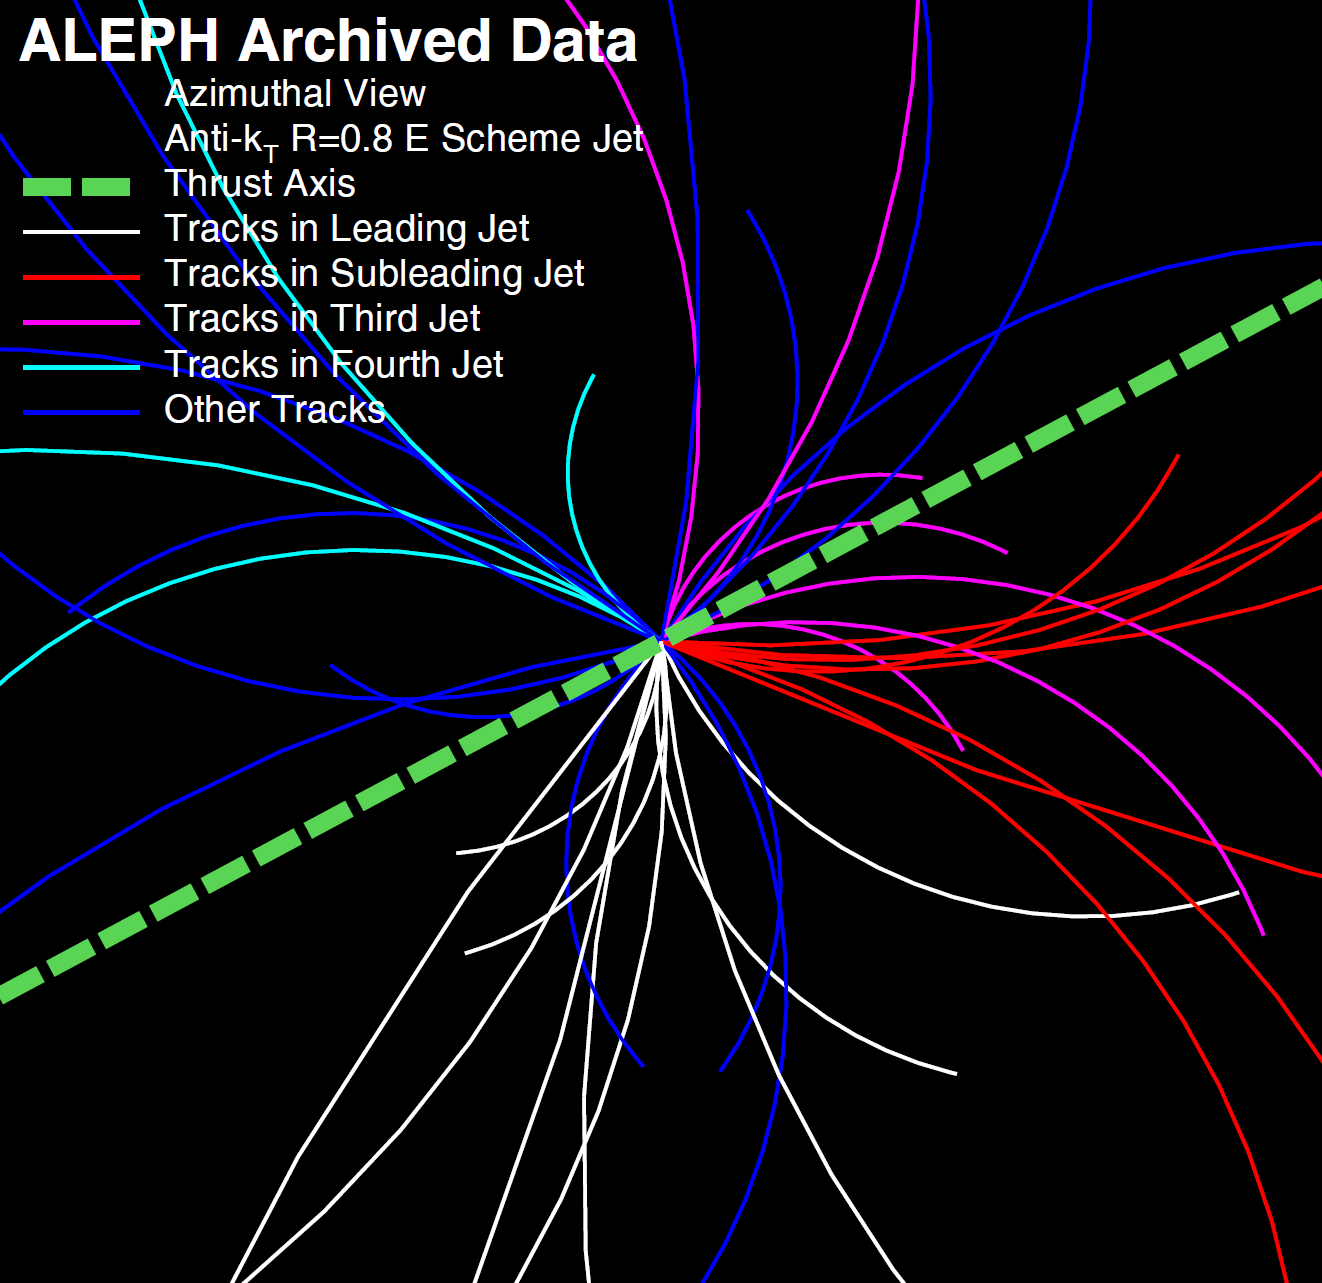 ALEPH Archived Data
Azimuthal View
Anti-kT R=0.8 E Scheme Jet
Thrust Axis
Tracks in Leading Jet
Tracks in Subleading Jet
Tracks in Third Jet
Tracks in Fourth Jet
Other Tracks